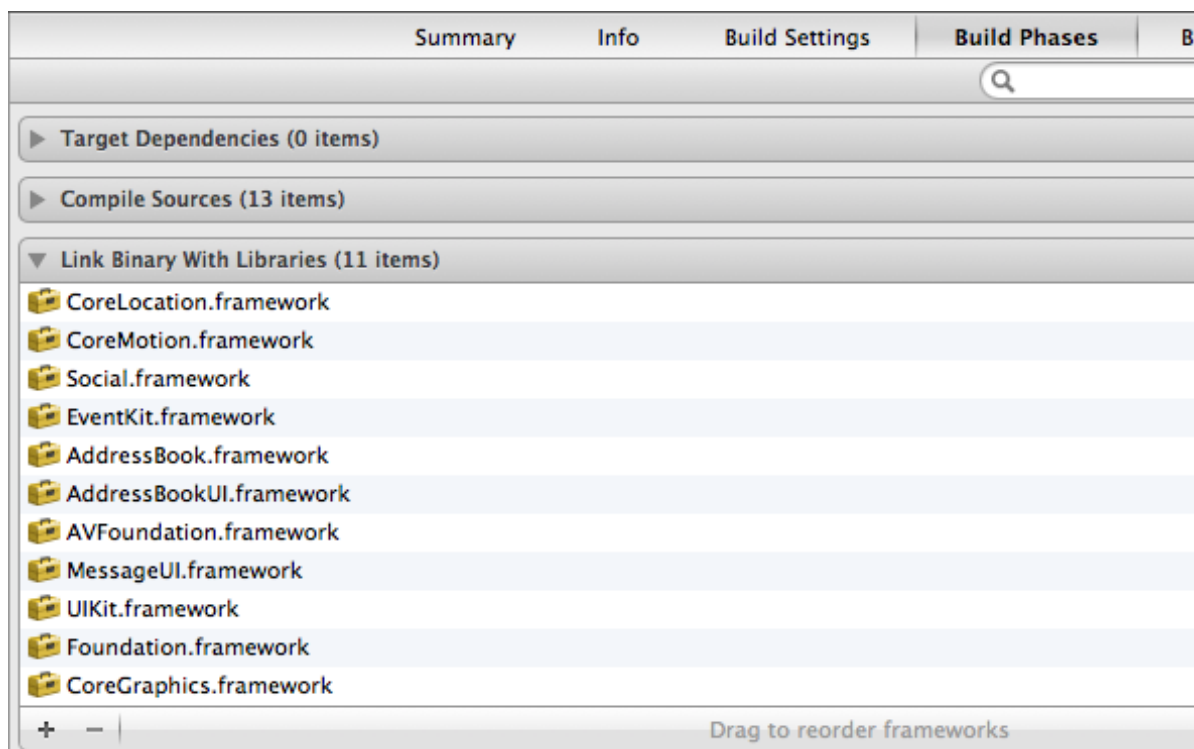 Summary Info Build Settings Build Phases B
Target Dependencies (0 items)
Compile Sources (13 items)
Link Binary With Libraries (11 items)
CoreLocation.framework
CoreMotion.framework
Social.framework
EventKit.framework
AddressBook.framework
AddressBookUI.framework
AVFoundation.framework
MessageUI.framework
UIKit.framework
Foundation.framework
CoreGraphics.framework
+ − Drag to reorder frameworks